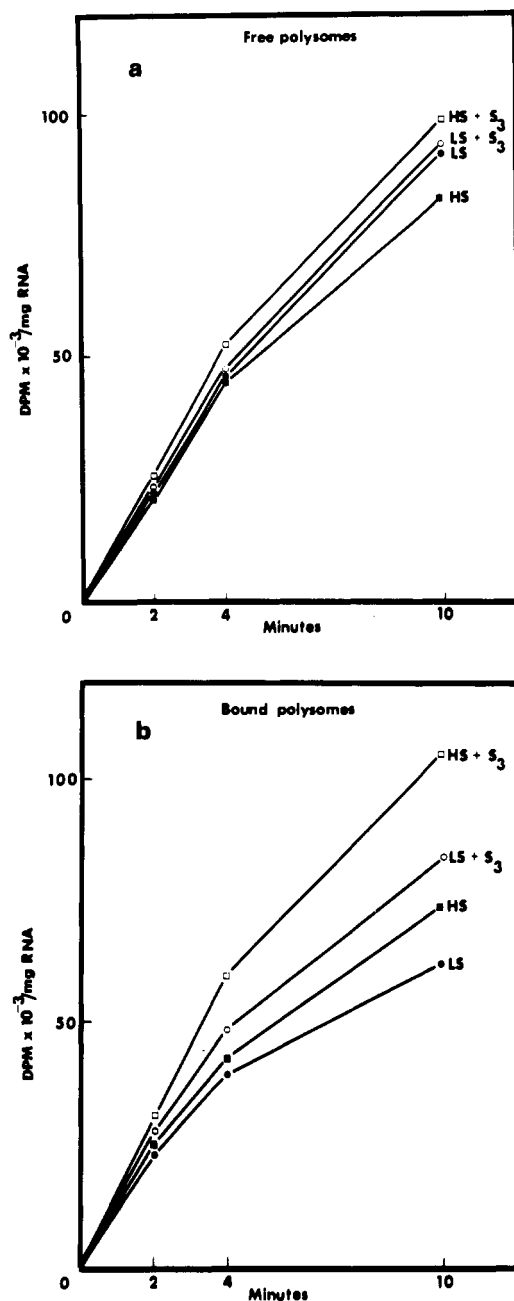 Free polysomes
a
100
HS + S₃
LS + S₃
LS
HS
DPM x 10⁻³/mg RNA
50
0
2
4
10
Minutes
Bound polysomes
b
100
HS + S₃
LS + S₃
HS
LS
DPM x 10⁻³/mg RNA
50
0
2
4
10
Minutes